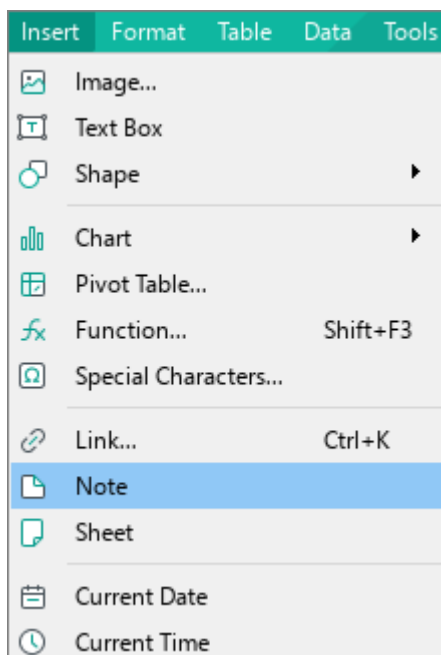 Insert Format Table Data Tools
Image...
Text Box
Shape
Chart
Pivot Table...
Function... Shift+F3
Special Characters...
Link... Ctrl+K
Note
Sheet
Current Date
Current Time